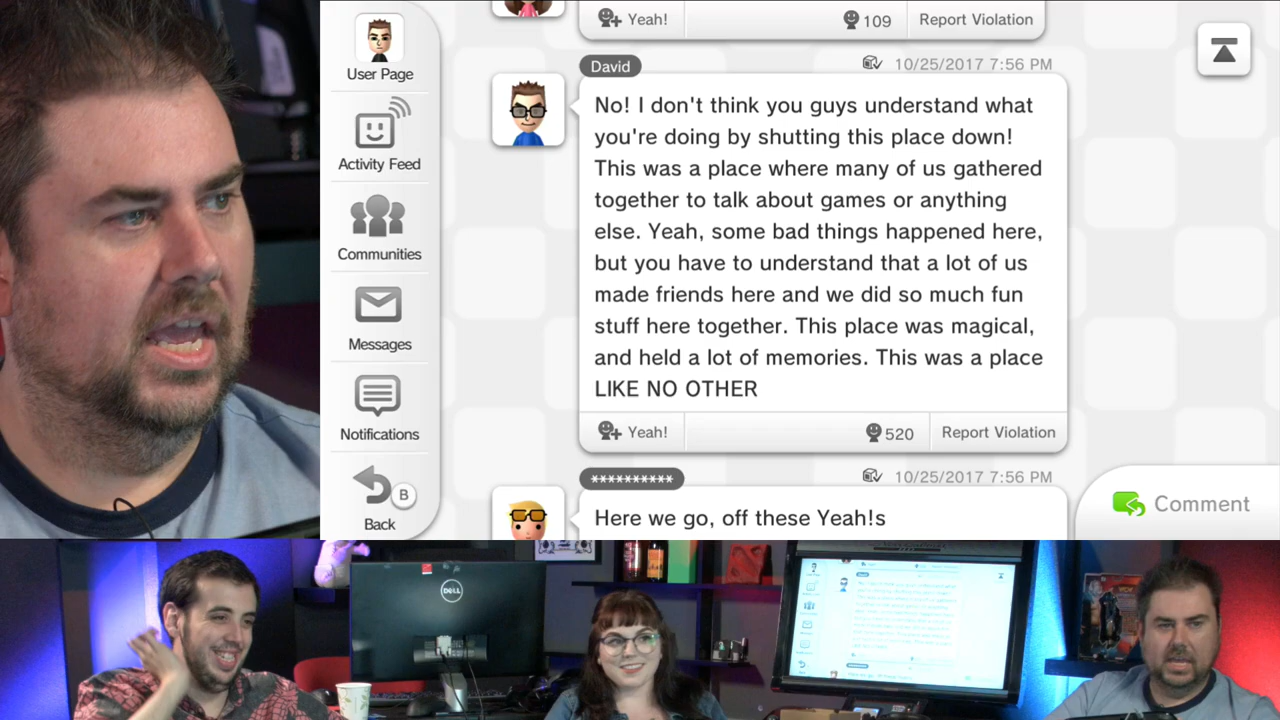 Yeah!
109
Report Violation
User Page
David
10/25/2017 7:56 PM
No! I don't think you guys understand what
you're doing by shutting this place down!
This was a place where many of us gathered
together to talk about games or anything
else. Yeah, some bad things happened here,
but you have to understand that a lot of us
made friends here and we did so much fun
stuff here together. This place was magical,
and held a lot of memories. This was a place
LIKE NO OTHER
Activity Feed
Communities
Messages
Notifications
B
Back
Yeah!
520
Report Violation
**********
10/25/2017 7:56 PM
Here we go, off these Yeah!s
Comment
DELL